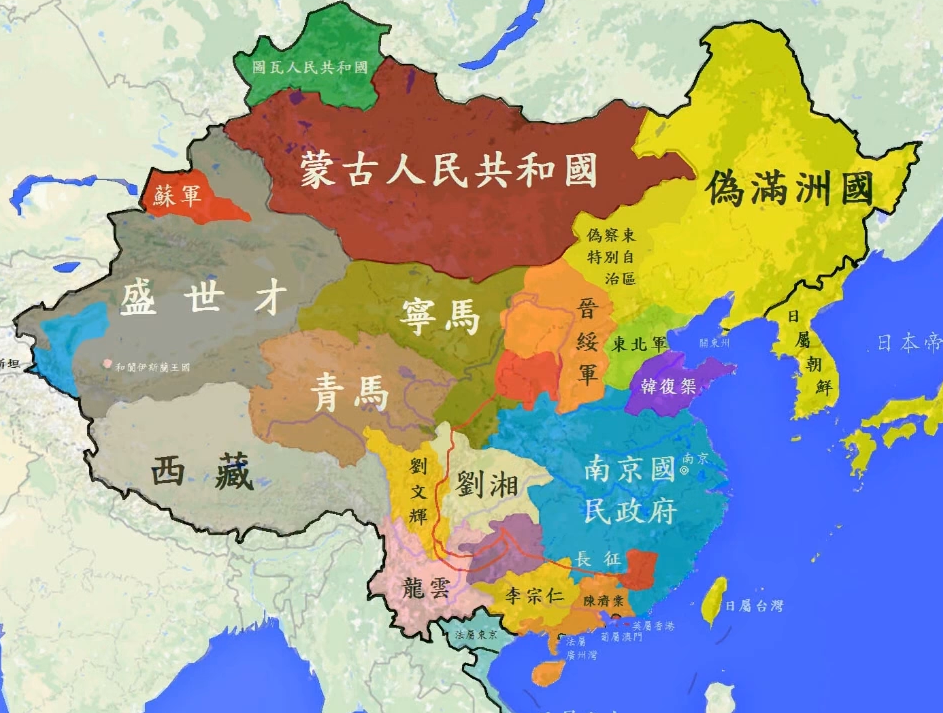 圖瓦人民共和國
蒙古人民共和國
偽滿洲國
蘇軍
偽察東
特別自
治區
盛世才
寧馬
晉
綏
軍
東北軍
關東州
日
屬
朝
鮮
日本帝
和闐伊斯蘭王國
斯坦
青馬
韓復榘
西藏
劉
文
輝
劉湘
南京國
民政府
南京
長征
龍雲
李宗仁
陳濟棠
日屬台灣
英屬香港
葡屬澳門
法屬
廣州灣
法屬東京